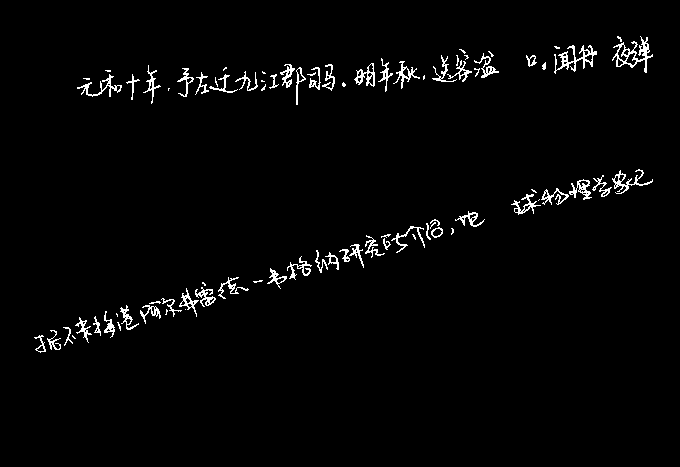 元和十年,予左迁九江郡司马。明年秋,送客湓 口。闻舟 夜弹
据不来梅港阿尔弗雷德-韦格纳研究所介绍,地 球物理学家已